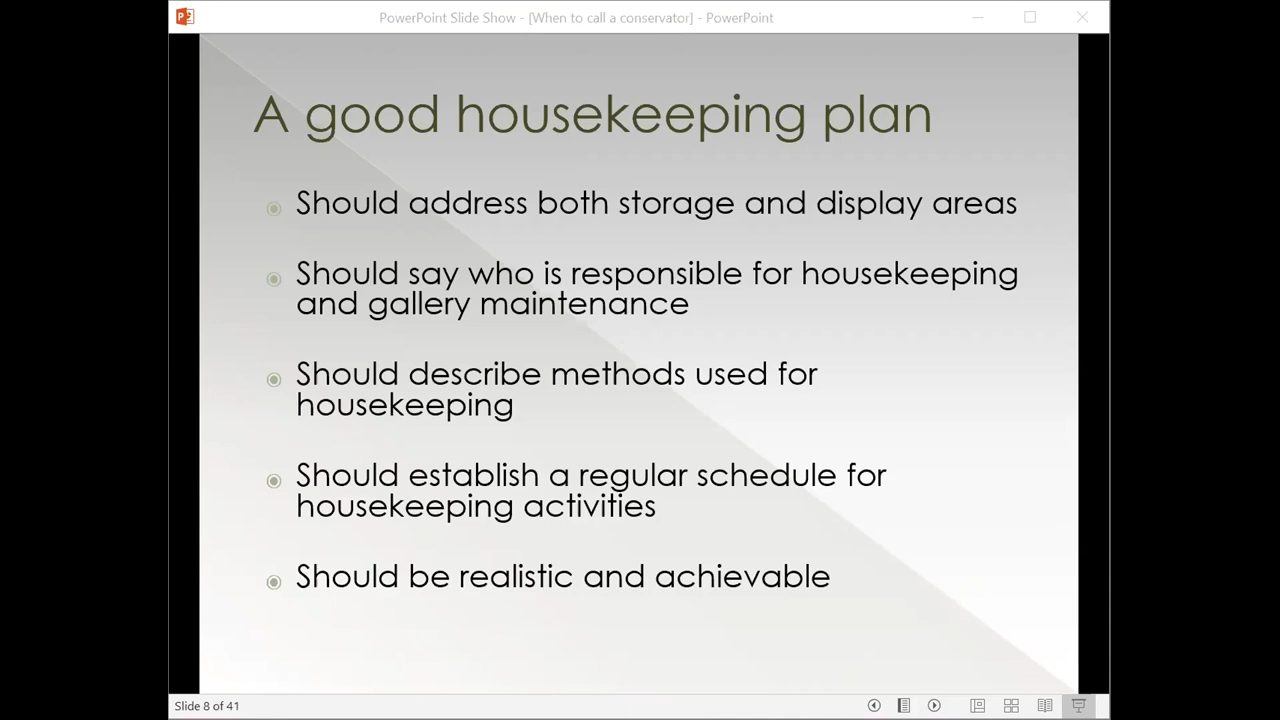 PowerPoint Slide Show - [When to call a conservator] - PowerPoint
A good housekeeping plan
Should address both storage and display areas
Should say who is responsible for housekeeping
and gallery maintenance
Should describe methods used for
housekeeping
Should establish a regular schedule for
housekeeping activities
Should be realistic and achievable
Slide 8 of 41